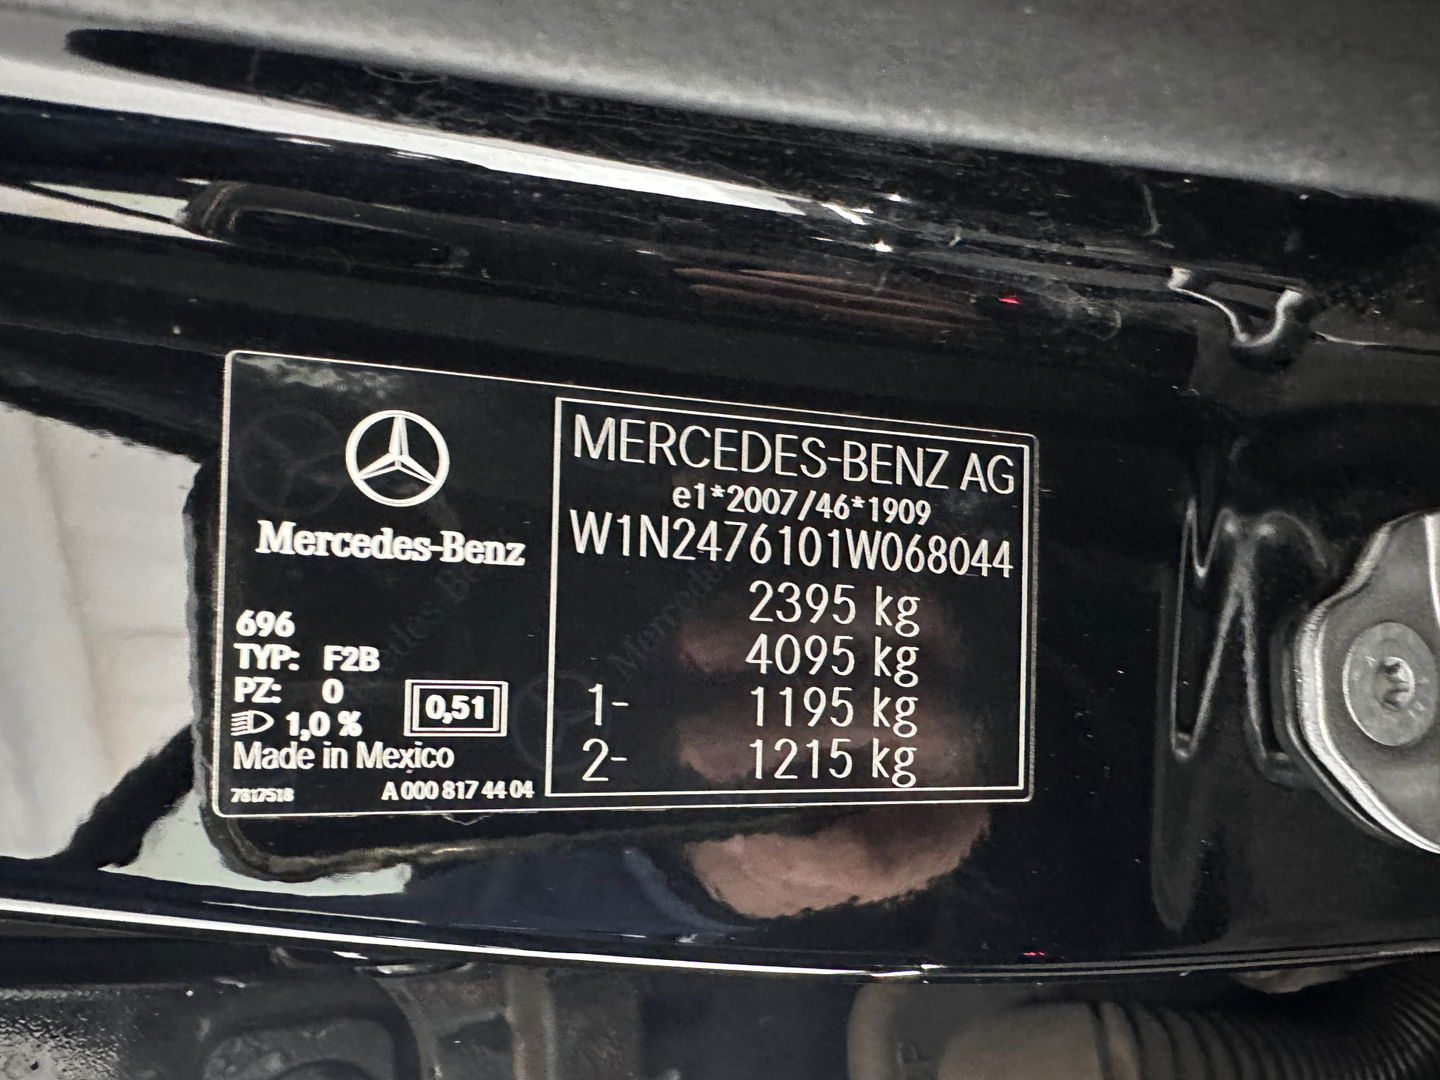 Mercedes-Benz
696
TYP: F2B
PZ: 0
1,0 %
0,51
Made in Mexico
7817518
A 000 817 44 04
MERCEDES-BENZ AG
e1*2007/46*1909
W1N2476101W068044
2395 kg
4095 kg
1- 1195 kg
2- 1215 kg